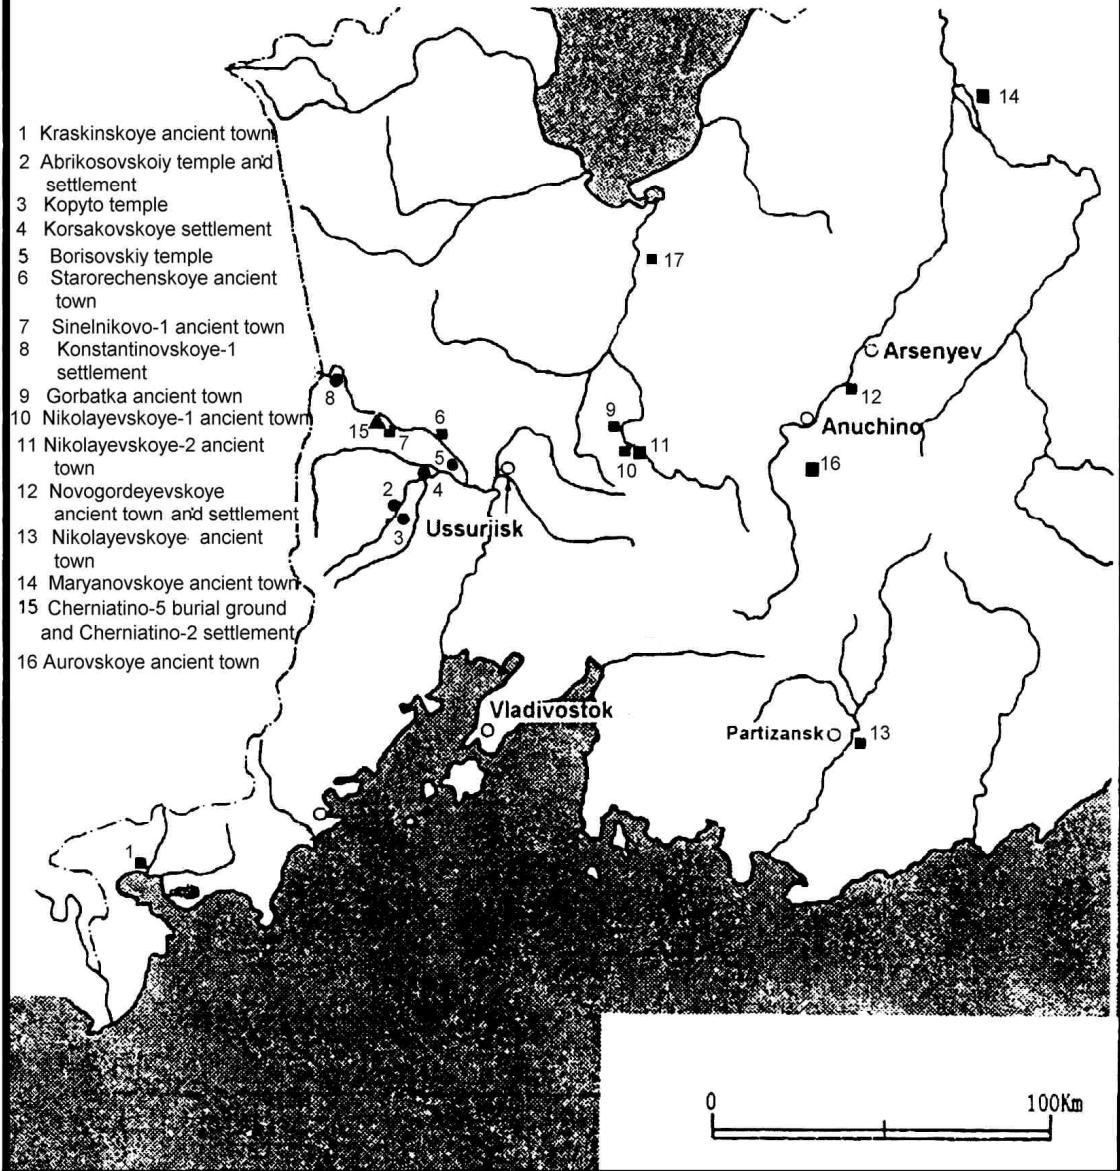 1 Kraskinskoye ancient town
2 Abrikosovskoiy temple and
settlement
3 Kopyto temple
4 Korsakovskoye settlement
5 Borisovskiy temple
6 Starorechenskoye ancient
town
7 Sinelnikovo-1 ancient town
8 Konstantinovskoye-1
settlement
9 Gorbatka ancient town
10 Nikolayevskoye-1 ancient town
11 Nikolayevskoye-2 ancient
town
12 Novogordeyevskoye
ancient town and settlement
13 Nikolayevskoye ancient
town
14 Maryanovskoye ancient town
15 Cherniatino-5 burial ground
and Cherniatino-2 settlement
16 Aurovskoye ancient town
14
17
Arsenyev
8
12
15
7
6
9
Anuchino
5
10
11
16
4
2
3
Ussurjisk
Vladivostok
Partizansk
13
1
0
100Km